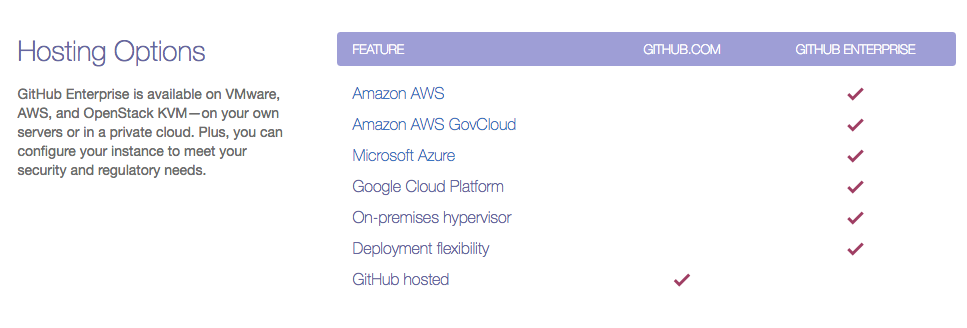 Hosting Options
GitHub Enterprise is available on VMware,
AWS, and OpenStack KVM—on your own
servers or in a private cloud. Plus, you can
configure your instance to meet your
security and regulatory needs.
FEATURE GITHUB.COM GITHUB ENTERPRISE
Amazon AWS
Amazon AWS GovCloud
Microsoft Azure
Google Cloud Platform
On-premises hypervisor
Deployment flexibility
GitHub hosted